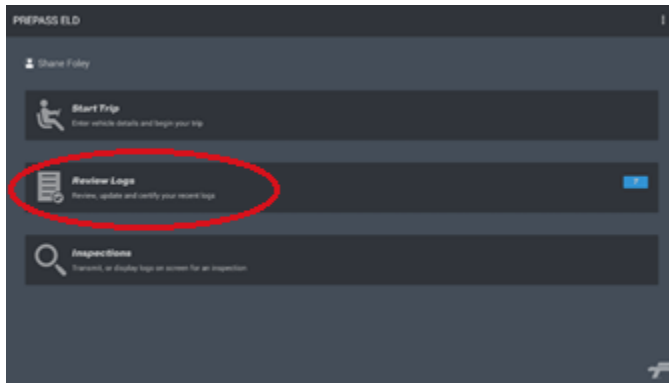 PREPASS ELD
Shane Foley
Start Trip
Enter vehicle details and begin your trip
Review Logs
Review, update and certify your recent logs
7
Inspections
Transmit, or display logs on screen for an inspection